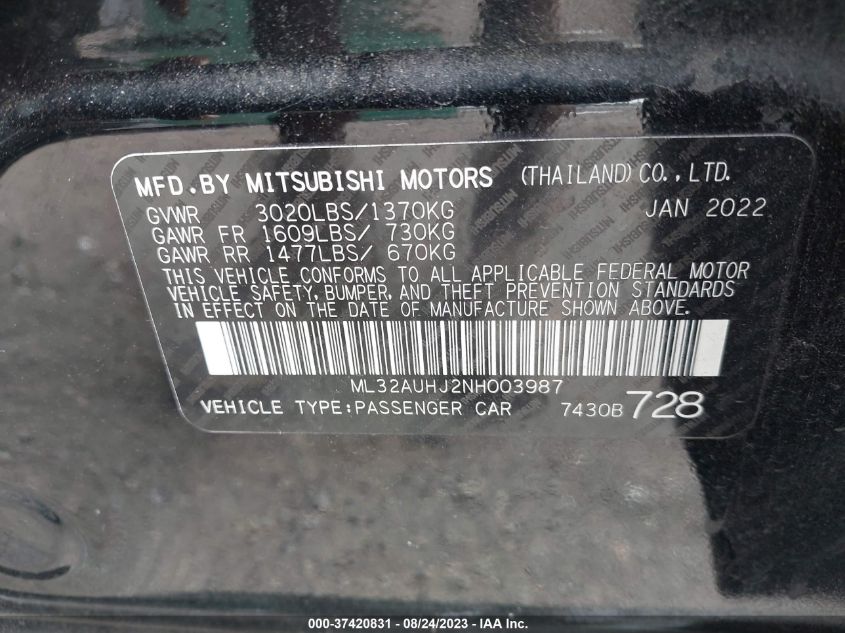 MFD.BY MITSUBISHI MOTORS (THAILAND) CO.,LTD.
GVWR 3020LBS/1370KG JAN 2022
GAWR FR 1609LBS/ 730KG
GAWR RR 1477LBS/ 670KG
THIS VEHICLE CONFORMS TO ALL APPLICABLE FEDERAL MOTOR
VEHICLE SAFETY, BUMPER, AND THEFT PREVENTION STANDARDS
IN EFFECT ON THE DATE OF MANUFACTURE SHOWN ABOVE.
ML32AUHJ2NH003987
VEHICLE TYPE:PASSENGER CAR 7430B 728
000-37420831 - 08/24/2023 - IAA Inc.